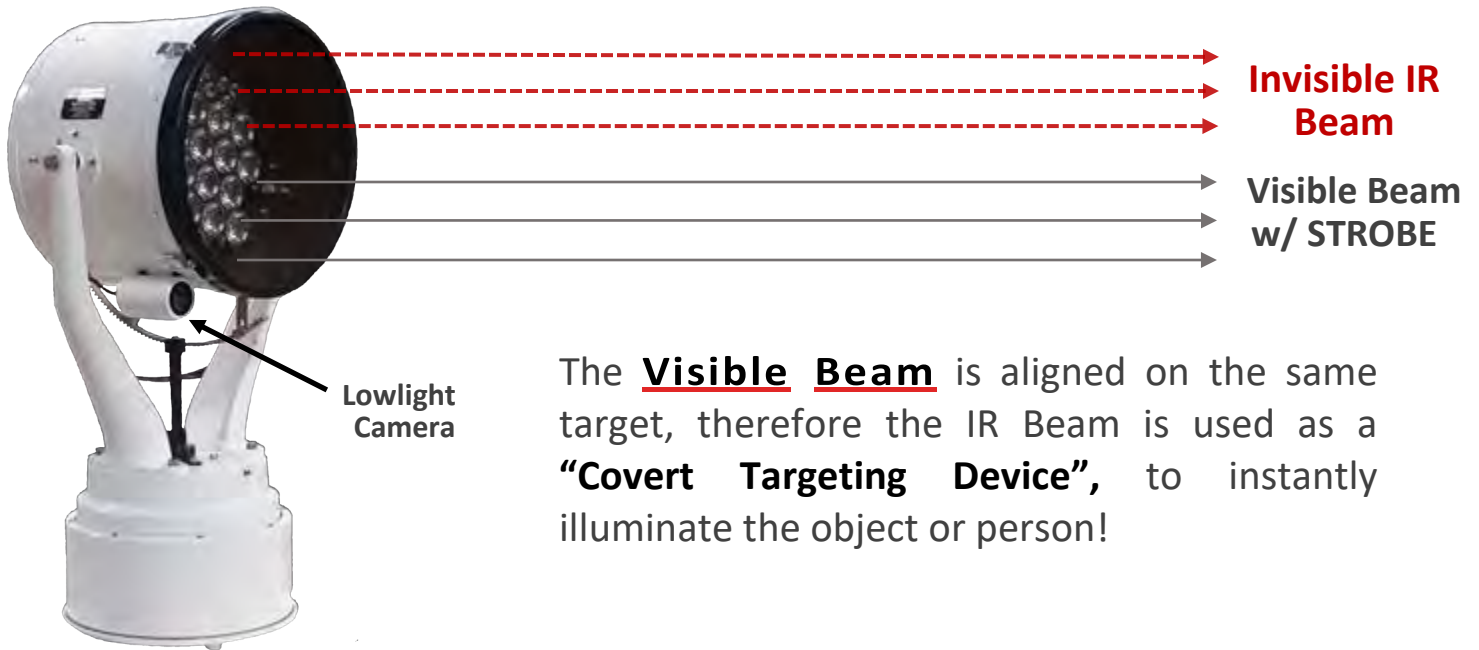 Invisible IR
Beam
Visible Beam
w/ STROBE
Lowlight
Camera
The Visible Beam is aligned on the same
target, therefore the IR Beam is used as a
“Covert Targeting Device”, to instantly
illuminate the object or person!